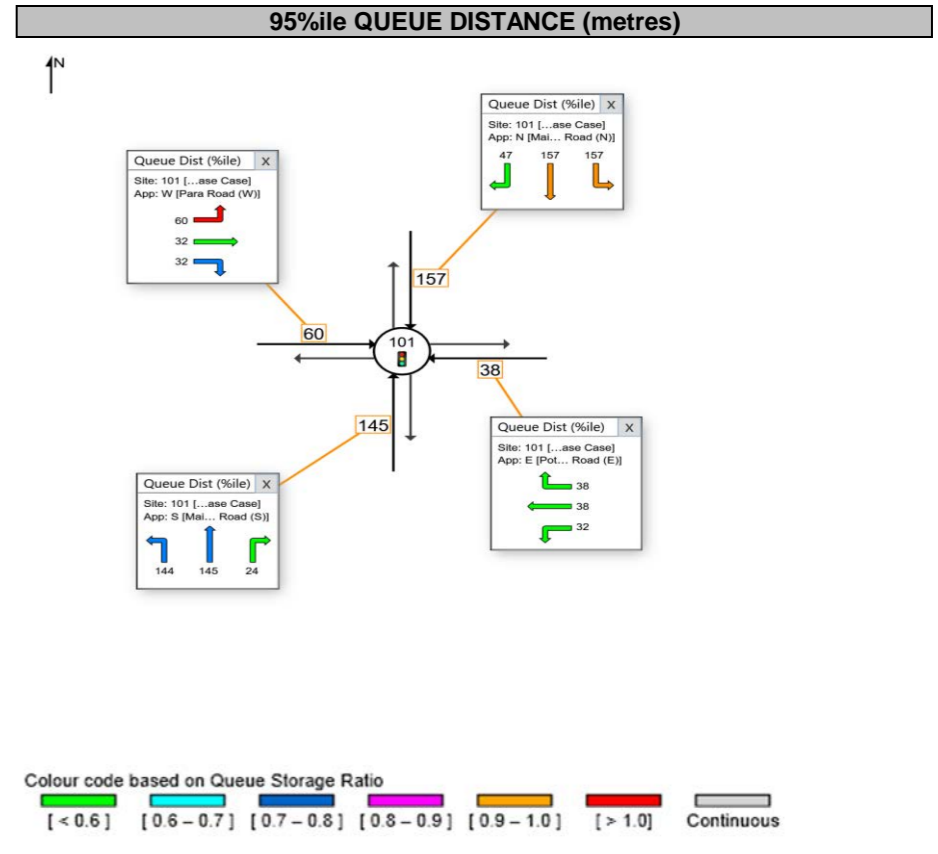 95%ile QUEUE DISTANCE (metres)
N
Queue Dist (%ile) X
Site: 101 [...ase Case]
App: N [Mai... Road (N)]
47 157 157
Queue Dist (%ile) X
Site: 101 [...ase Case]
App: W [Para Road (W)]
60
32
32
157
60
101
38
145
Queue Dist (%ile) X
Site: 101 [...ase Case]
App: E [Pot... Road (E)]
38
38
32
Queue Dist (%ile) X
Site: 101 [...ase Case]
App: S [Mai... Road (S)]
144 145 24
Colour code based on Queue Storage Ratio
[ < 0.6 ] [ 0.6 – 0.7 ] [ 0.7 – 0.8 ] [ 0.8 – 0.9 ] [ 0.9 – 1.0 ] [ > 1.0] Continuous